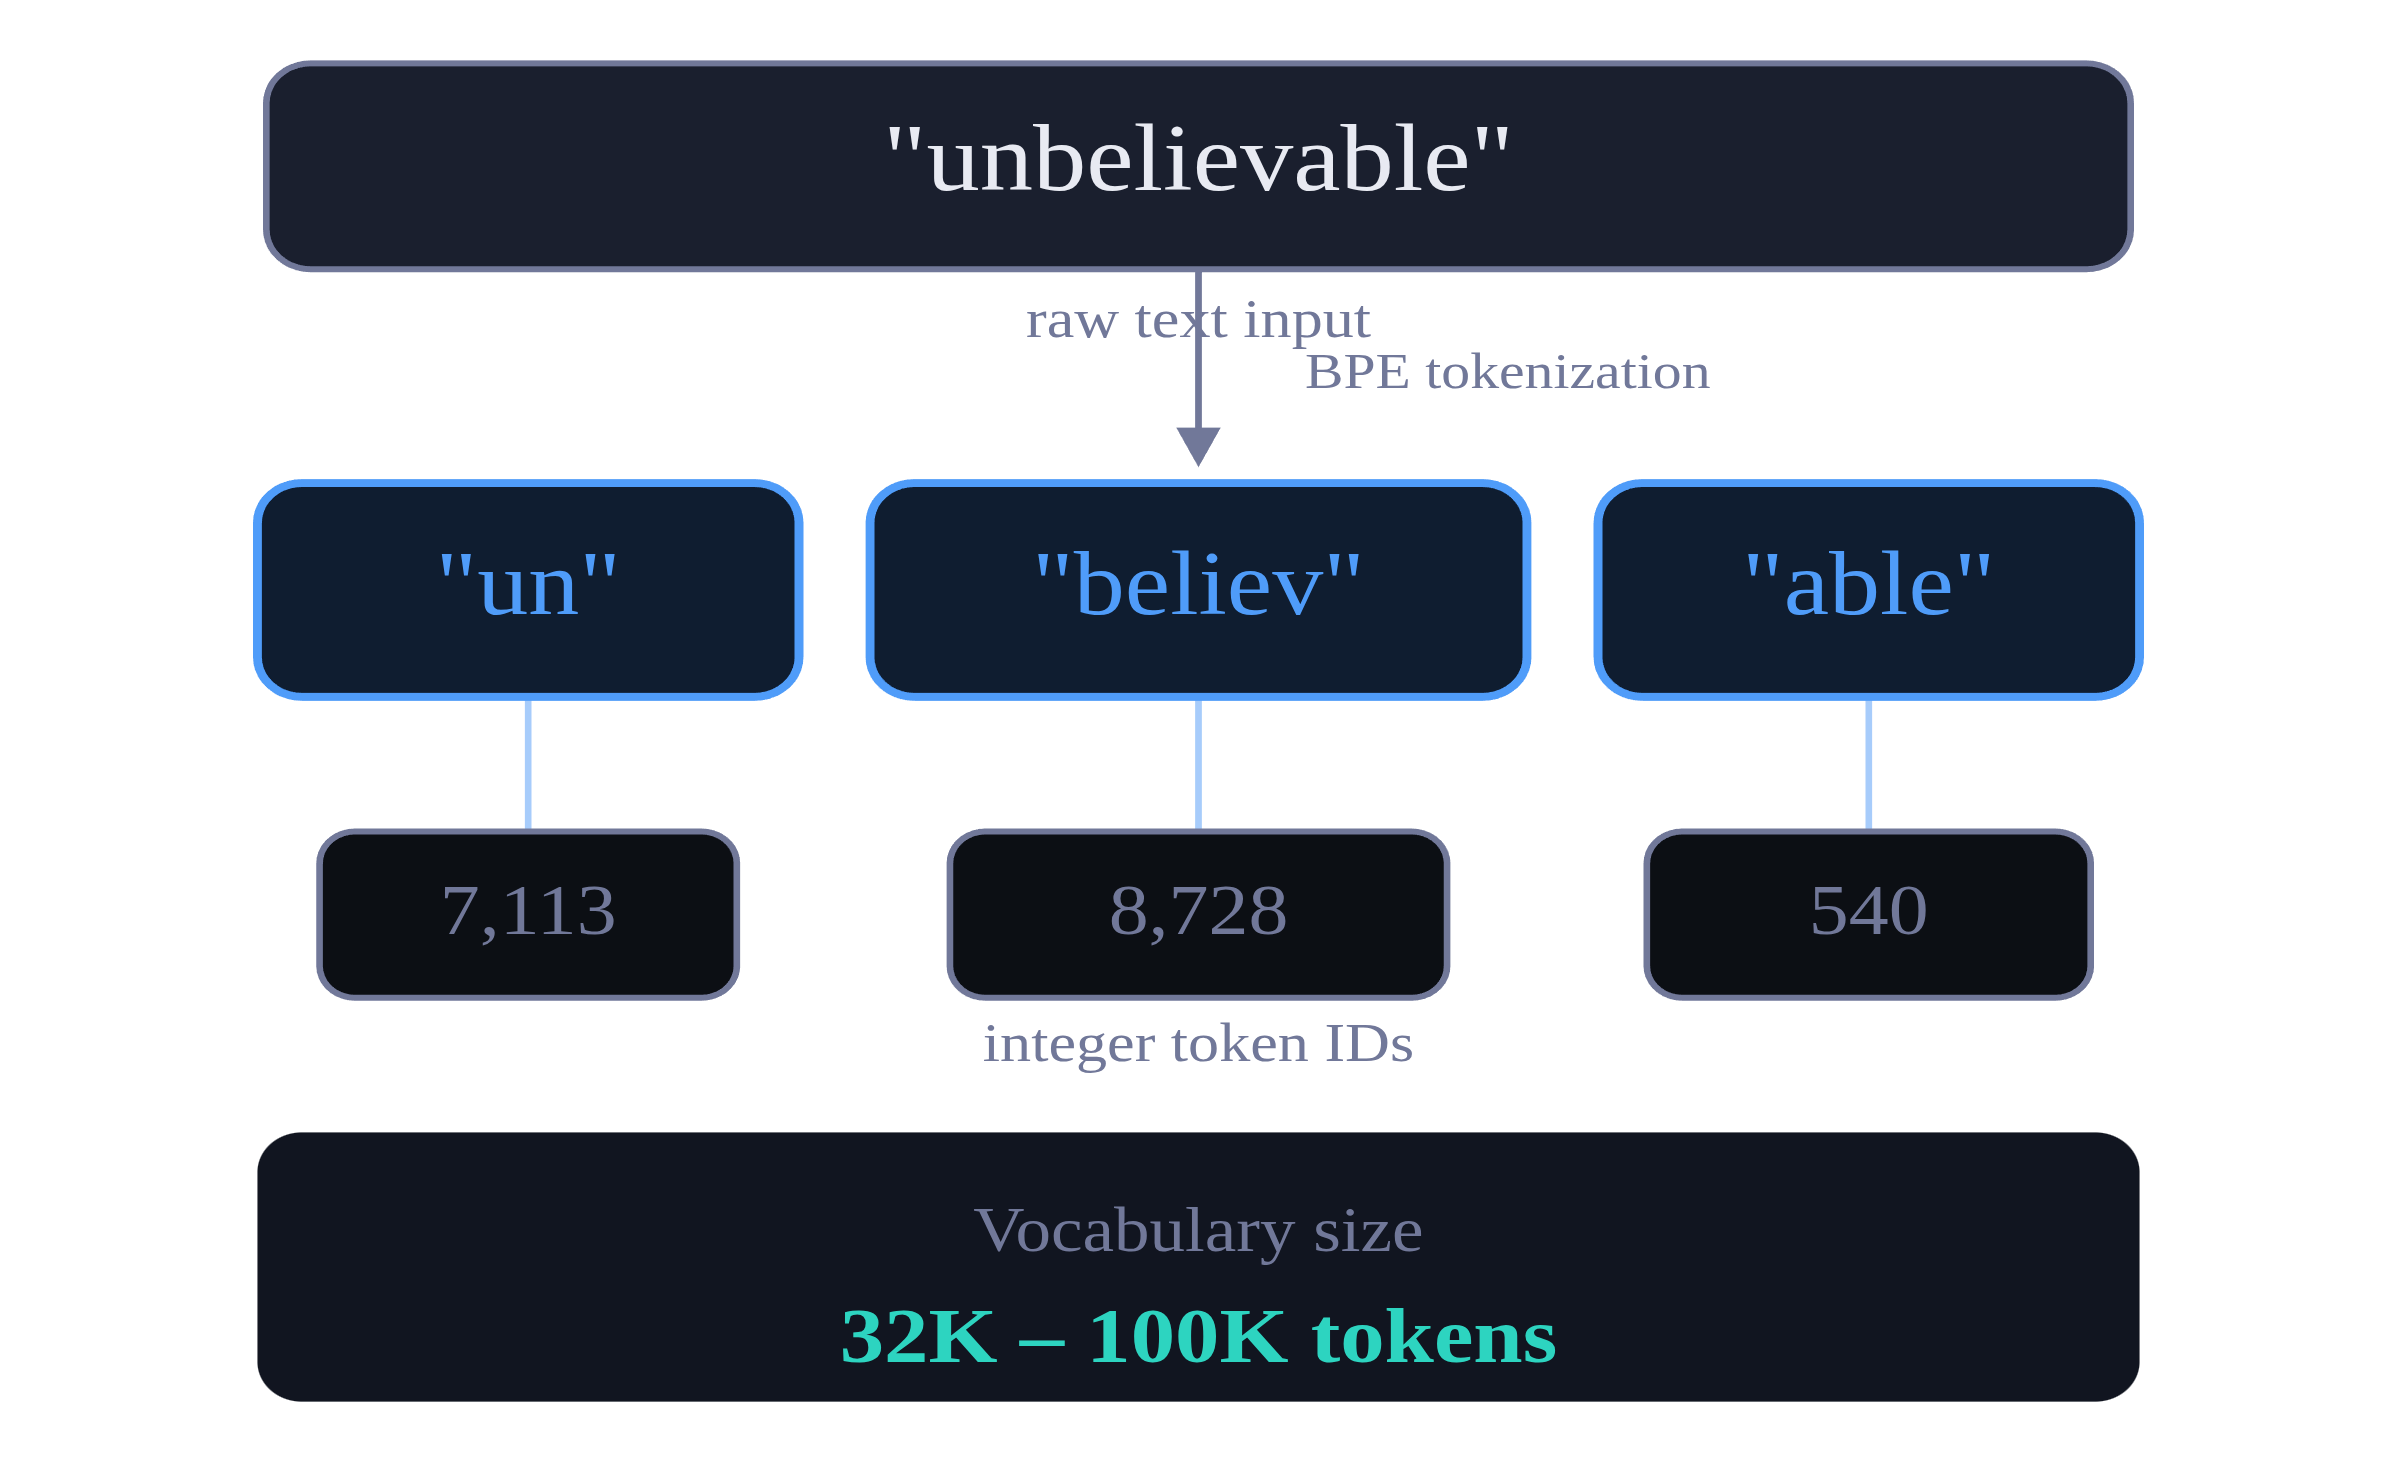 "unbelievable"
raw text input
BPE tokenization
"un" "believ" "able"
7,113 8,728 540
integer token IDs
Vocabulary size
32K – 100K tokens